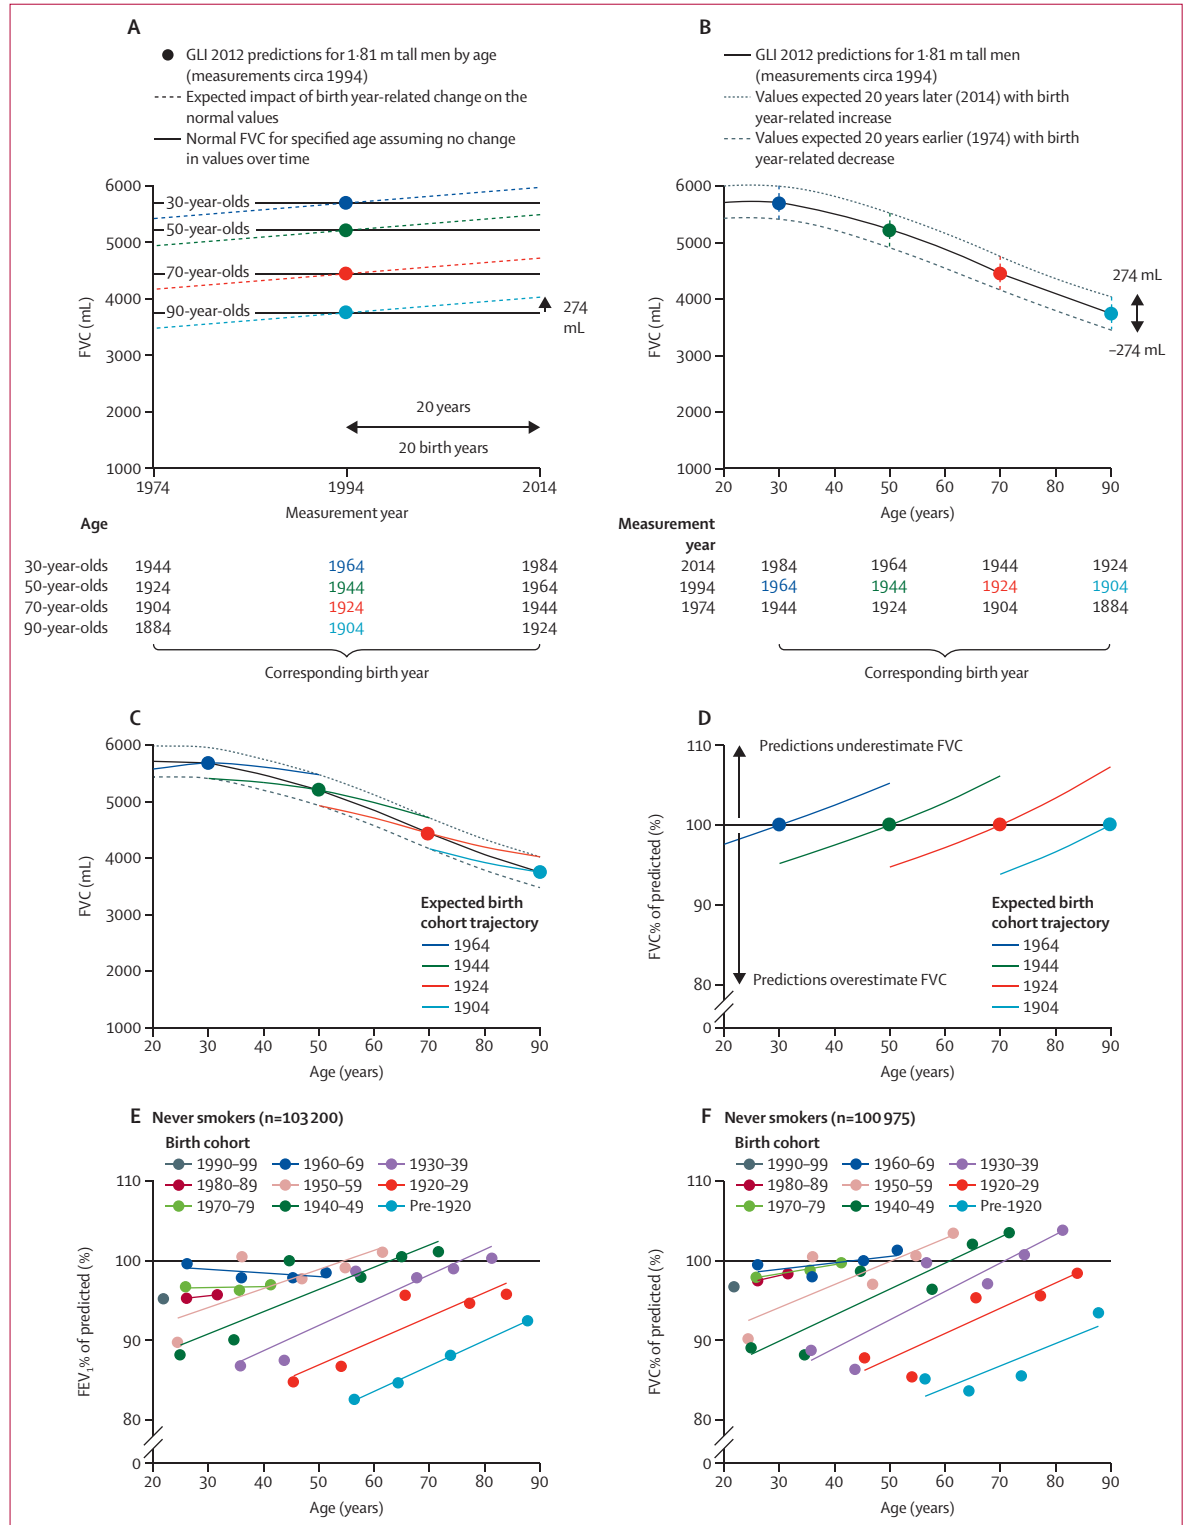 A
GLI 2012 predictions for 1·81 m tall men by age
(measurements circa 1994)
Expected impact of birth year-related change on the
normal values
Normal FVC for specified age assuming no change
in values over time
6000
5000
4000
3000
2000
1000
FVC (mL)
30-year-olds
50-year-olds
70-year-olds
90-year-olds
274
mL
20 years
20 birth years
1974 1994 2014
Measurement year
Age
30-year-olds 1944 1964 1984
50-year-olds 1924 1944 1964
70-year-olds 1904 1924 1944
90-year-olds 1884 1904 1924
Corresponding birth year
B
GLI 2012 predictions for 1·81 m tall men
(measurements circa 1994)
Values expected 20 years later (2014) with birth
year-related increase
Values expected 20 years earlier (1974) with birth
year-related decrease
6000
5000
4000
3000
2000
1000
FVC (mL)
274 mL
–274 mL
20 30 40 50 60 70 80 90
Age (years)
Measurement
year
2014 1984 1964 1944 1924
1994 1964 1944 1924 1904
1974 1944 1924 1904 1884
Corresponding birth year
C
6000
5000
4000
3000
2000
1000
FVC (mL)
Expected birth
cohort trajectory
1964
1944
1924
1904
20 30 40 50 60 70 80 90
Age (years)
D
110
100
90
80
0
FVC% of predicted (%)
Predictions underestimate FVC
Predictions overestimate FVC
Expected birth
cohort trajectory
1964
1944
1924
1904
20 30 40 50 60 70 80 90
Age (years)
E Never smokers (n=103 200)
Birth cohort
1990–99 1960–69 1930–39
1980–89 1950–59 1920–29
1970–79 1940–49 Pre-1920
110
100
90
80
0
FEV1% of predicted (%)
20 30 40 50 60 70 80 90
Age (years)
F Never smokers (n=100 975)
Birth cohort
1990–99 1960–69 1930–39
1980–89 1950–59 1920–29
1970–79 1940–49 Pre-1920
110
100
90
80
0
FVC% of predicted (%)
20 30 40 50 60 70 80 90
Age (years)